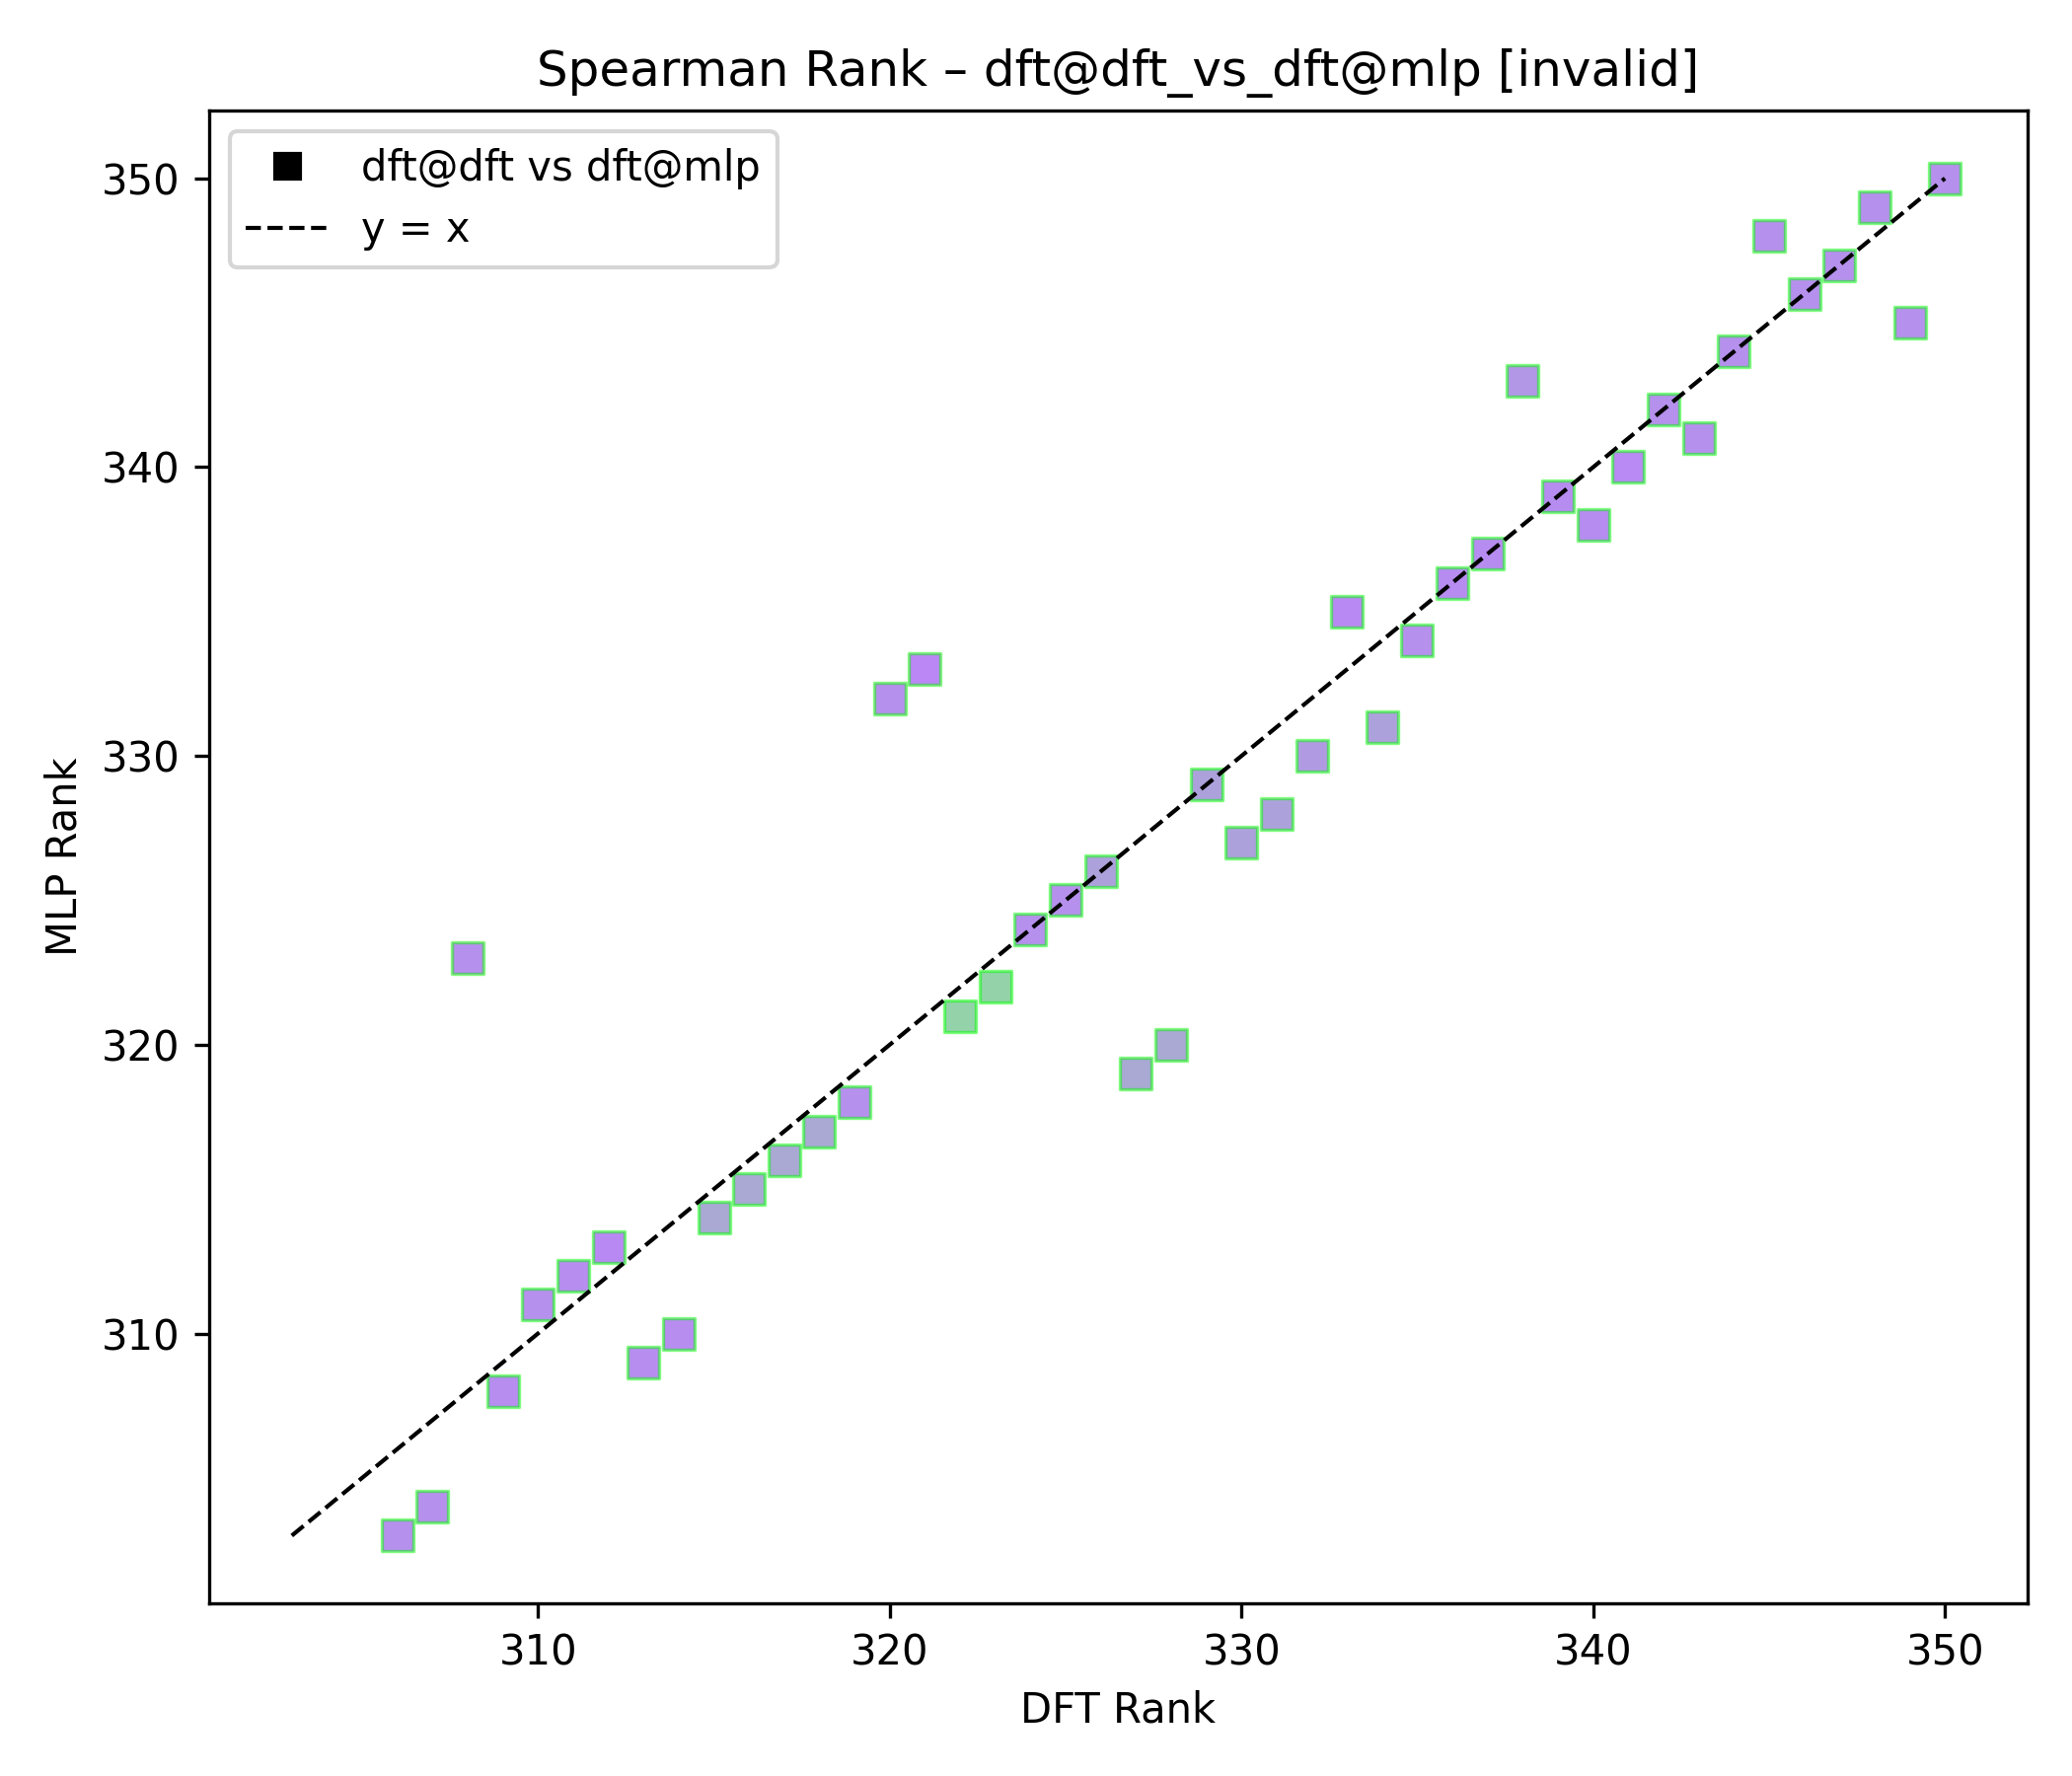 Spearman Rank – dft@dft_vs_dft@mlp [invalid]
dft@dft vs dft@mlp
y = x
350
340
330
320
310
MLP Rank
310
320
330
340
350
DFT Rank